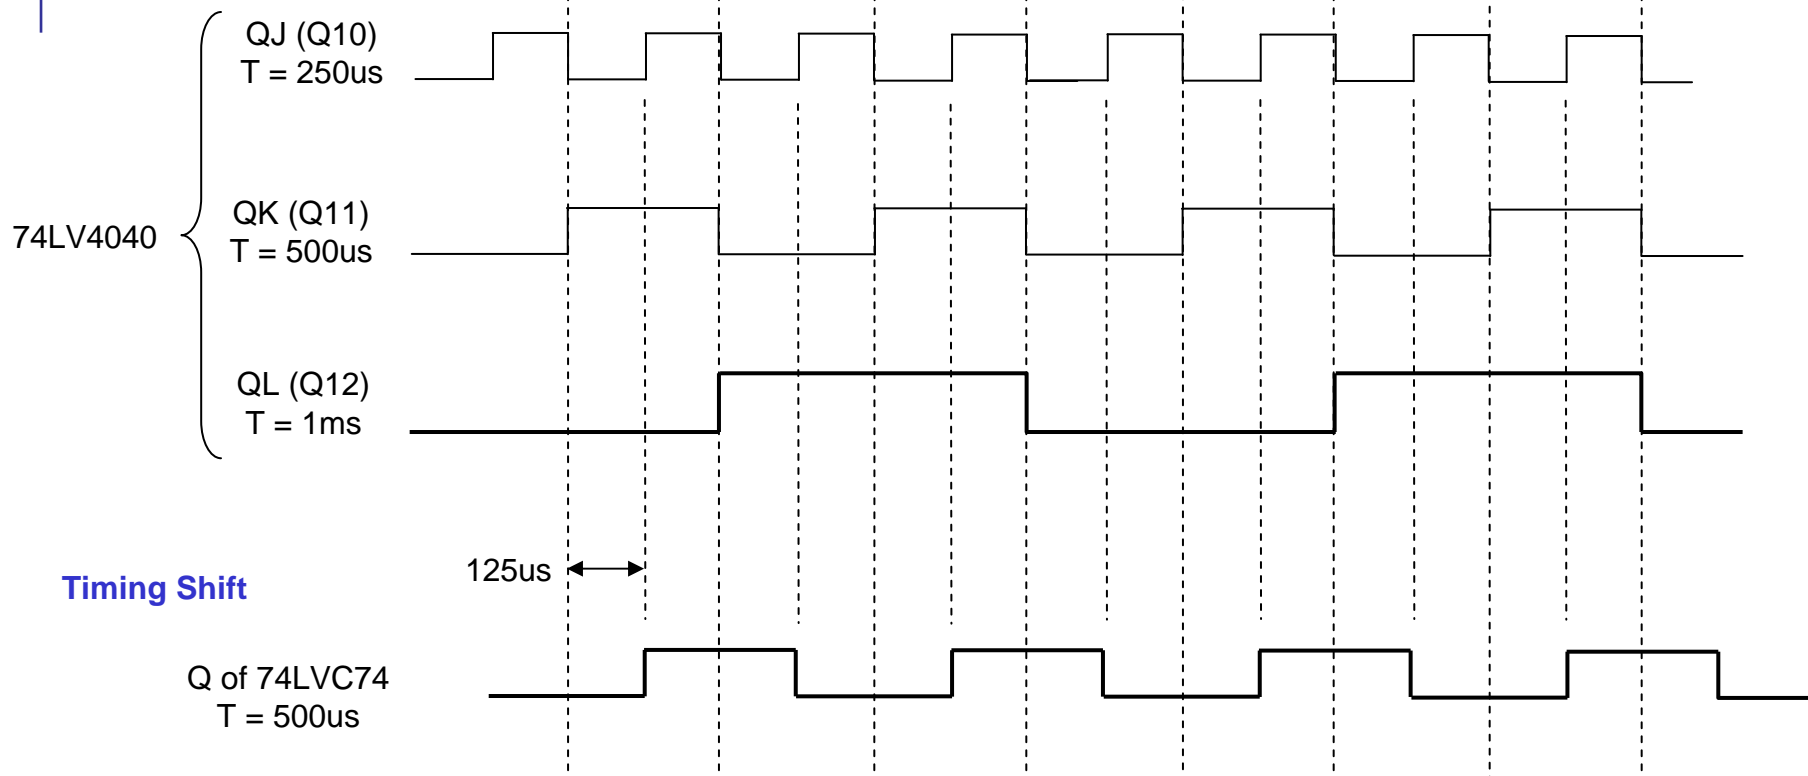 QJ (Q10)
T = 250us
74LV4040
QK (Q11)
T = 500us
QL (Q12)
T = 1ms
125us
Timing Shift
Q of 74LVC74
T = 500us